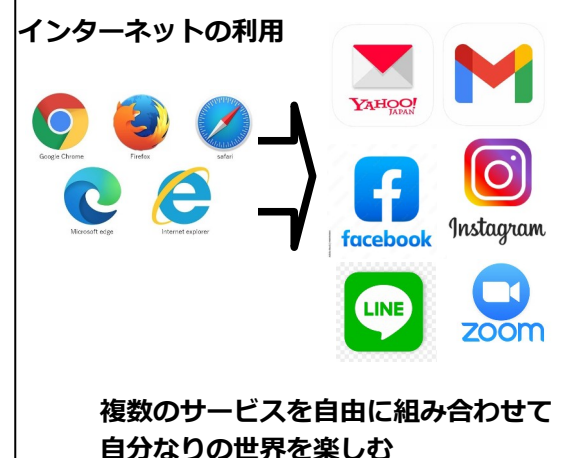 インターネットの利用
YAHOO!
JAPAN
Google Chrome
Firefox
safari
Microsoft edge
Internet explorer
facebook
Instagram
LINE
zoom
複数のサービスを自由に組み合わせて
自分なりの世界を楽しむ